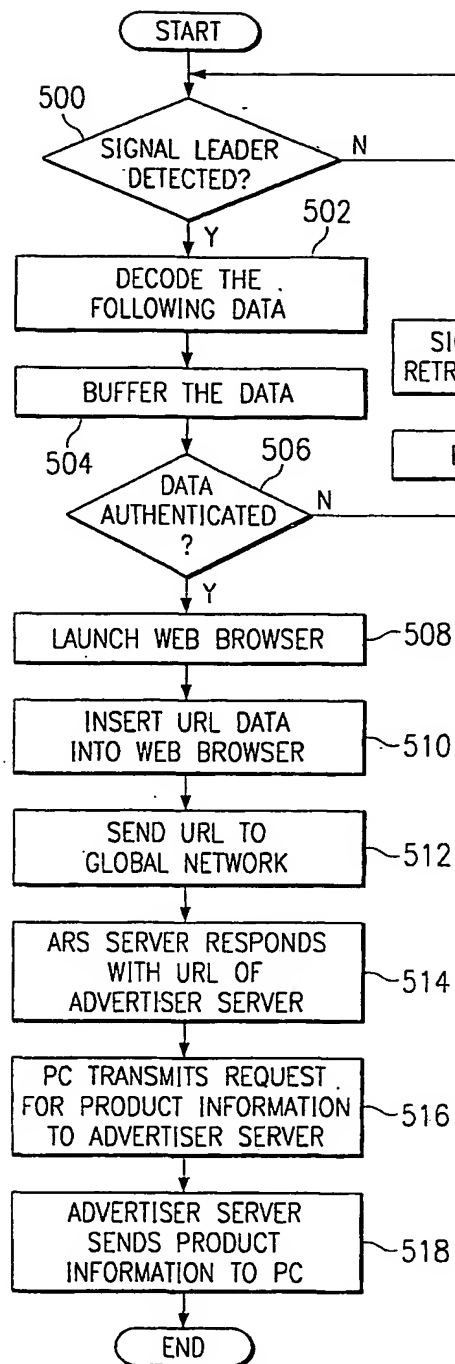 START
500
SIGNAL LEADER
DETECTED?
N
Y
502
DECODE THE
FOLLOWING DATA
BUFFER THE DATA
504
506
DATA
AUTHENTICATED
?
N
Y
LAUNCH WEB BROWSER
508
INSERT URL DATA
INTO WEB BROWSER
510
SEND URL TO
GLOBAL NETWORK
512
ARS SERVER RESPONDS
WITH URL OF
ADVERTISER SERVER
514
PC TRANSMITS REQUEST
FOR PRODUCT INFORMATION
TO ADVERTISER SERVER
516
ADVERTISER SERVER
SENDS PRODUCT
INFORMATION TO PC
518
END